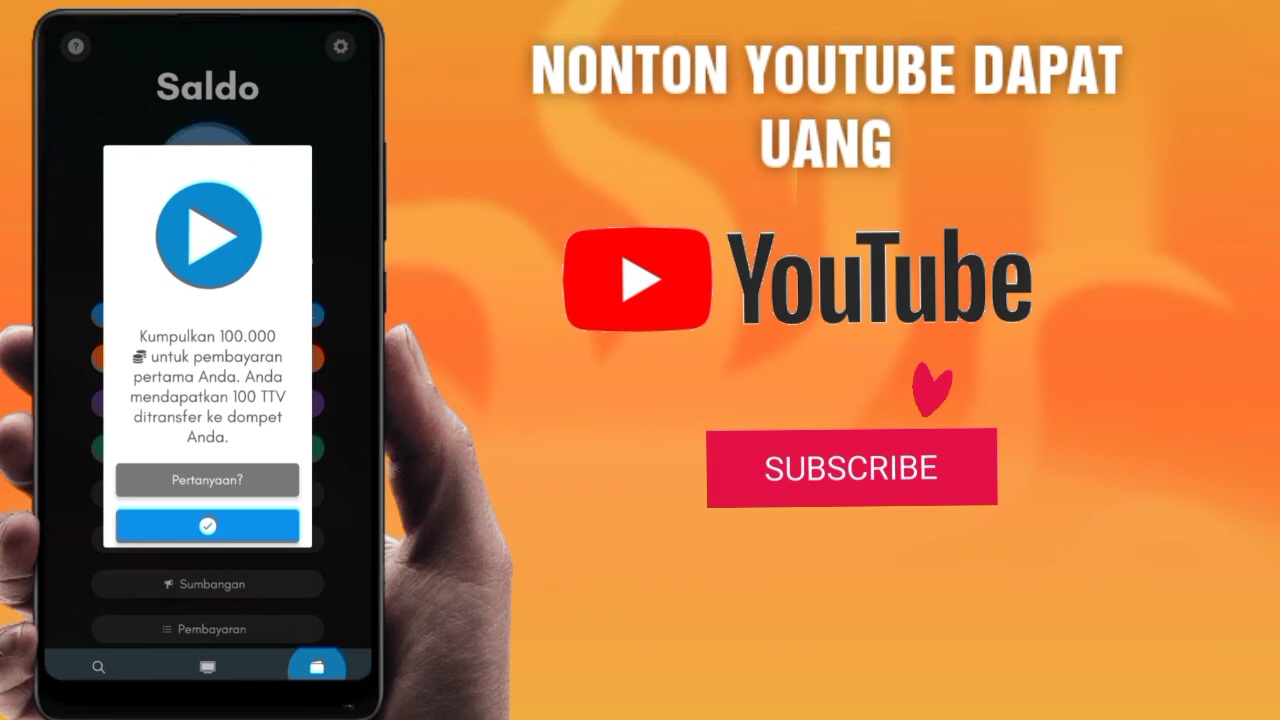 Saldo
Kumpulkan 100.000
untuk pembayaran
pertama Anda. Anda
mendapatkan 100 TTV
ditransfer ke dompet
Anda.
Pertanyaan?
Sumbangan
Pembayaran
NONTON YOUTUBE DAPAT
UANG
YouTube
SUBSCRIBE